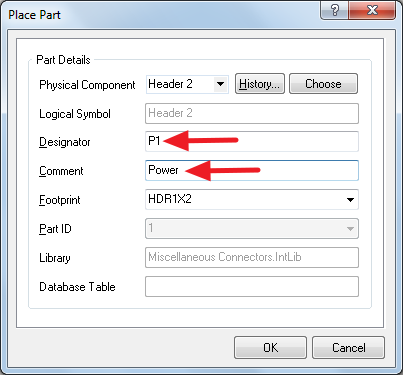 Place Part
?
Part Details
Physical Component Header 2 History... Choose
Logical Symbol Header 2
Designator P1
Comment Power
Footprint HDR1X2
Part ID 1
Library Miscellaneous Connectors.IntLib
Database Table
OK Cancel